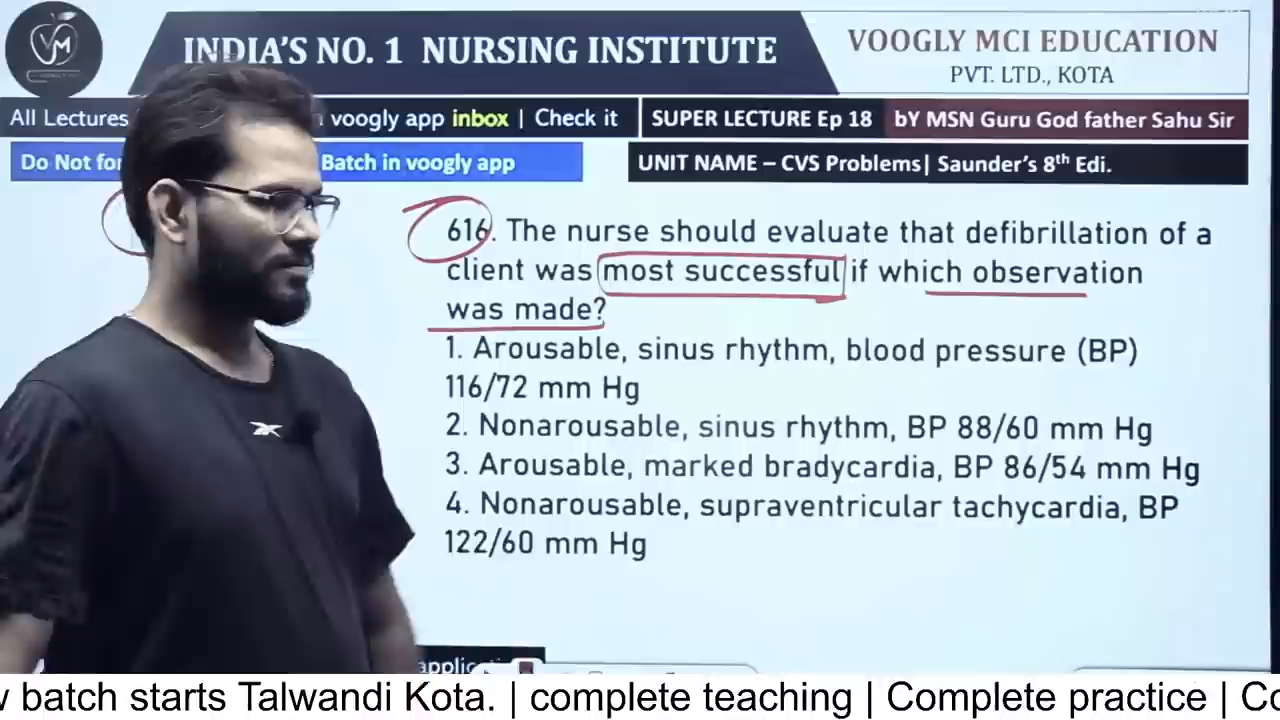 VM
INDIA'S NO. 1 NURSING INSTITUTE
VOOGLY MCI EDUCATION
PVT. LTD., KOTA
All Lectures voogly app inbox | Check it
SUPER LECTURE Ep 18 bY MSN Guru God father Sahu Sir
Do Not Batch in voogly app
UNIT NAME – CVS Problems| Saunder's 8th Edi.
616. The nurse should evaluate that defibrillation of a
client was most successful if which observation
was made?
1. Arousable, sinus rhythm, blood pressure (BP)
116/72 mm Hg
2. Nonarousable, sinus rhythm, BP 88/60 mm Hg
3. Arousable, marked bradycardia, BP 86/54 mm Hg
4. Nonarousable, supraventricular tachycardia, BP
122/60 mm Hg
batch starts Talwandi Kota. | complete teaching | Complete practice |